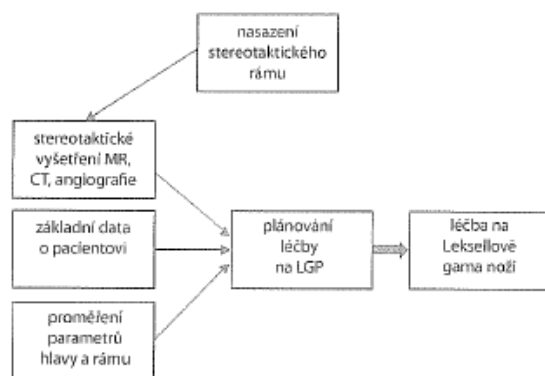 nasazení
stereotaktického
rámu
stereotaktické
vyšetření MR,
CT, angiografie
základní data
o pacientovi
proměření
parametrů
hlavy a rámu
plánování
léčby
na LGP
léčba na
Leksellově
gama noži